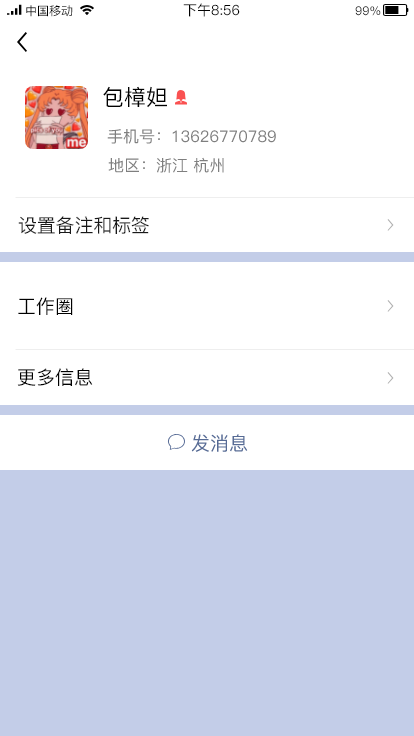 中国移动 下午8:56 99%
包樟妲
me
手机号：13626770789
地区：浙江 杭州
设置备注和标签
工作圈
更多信息
发消息